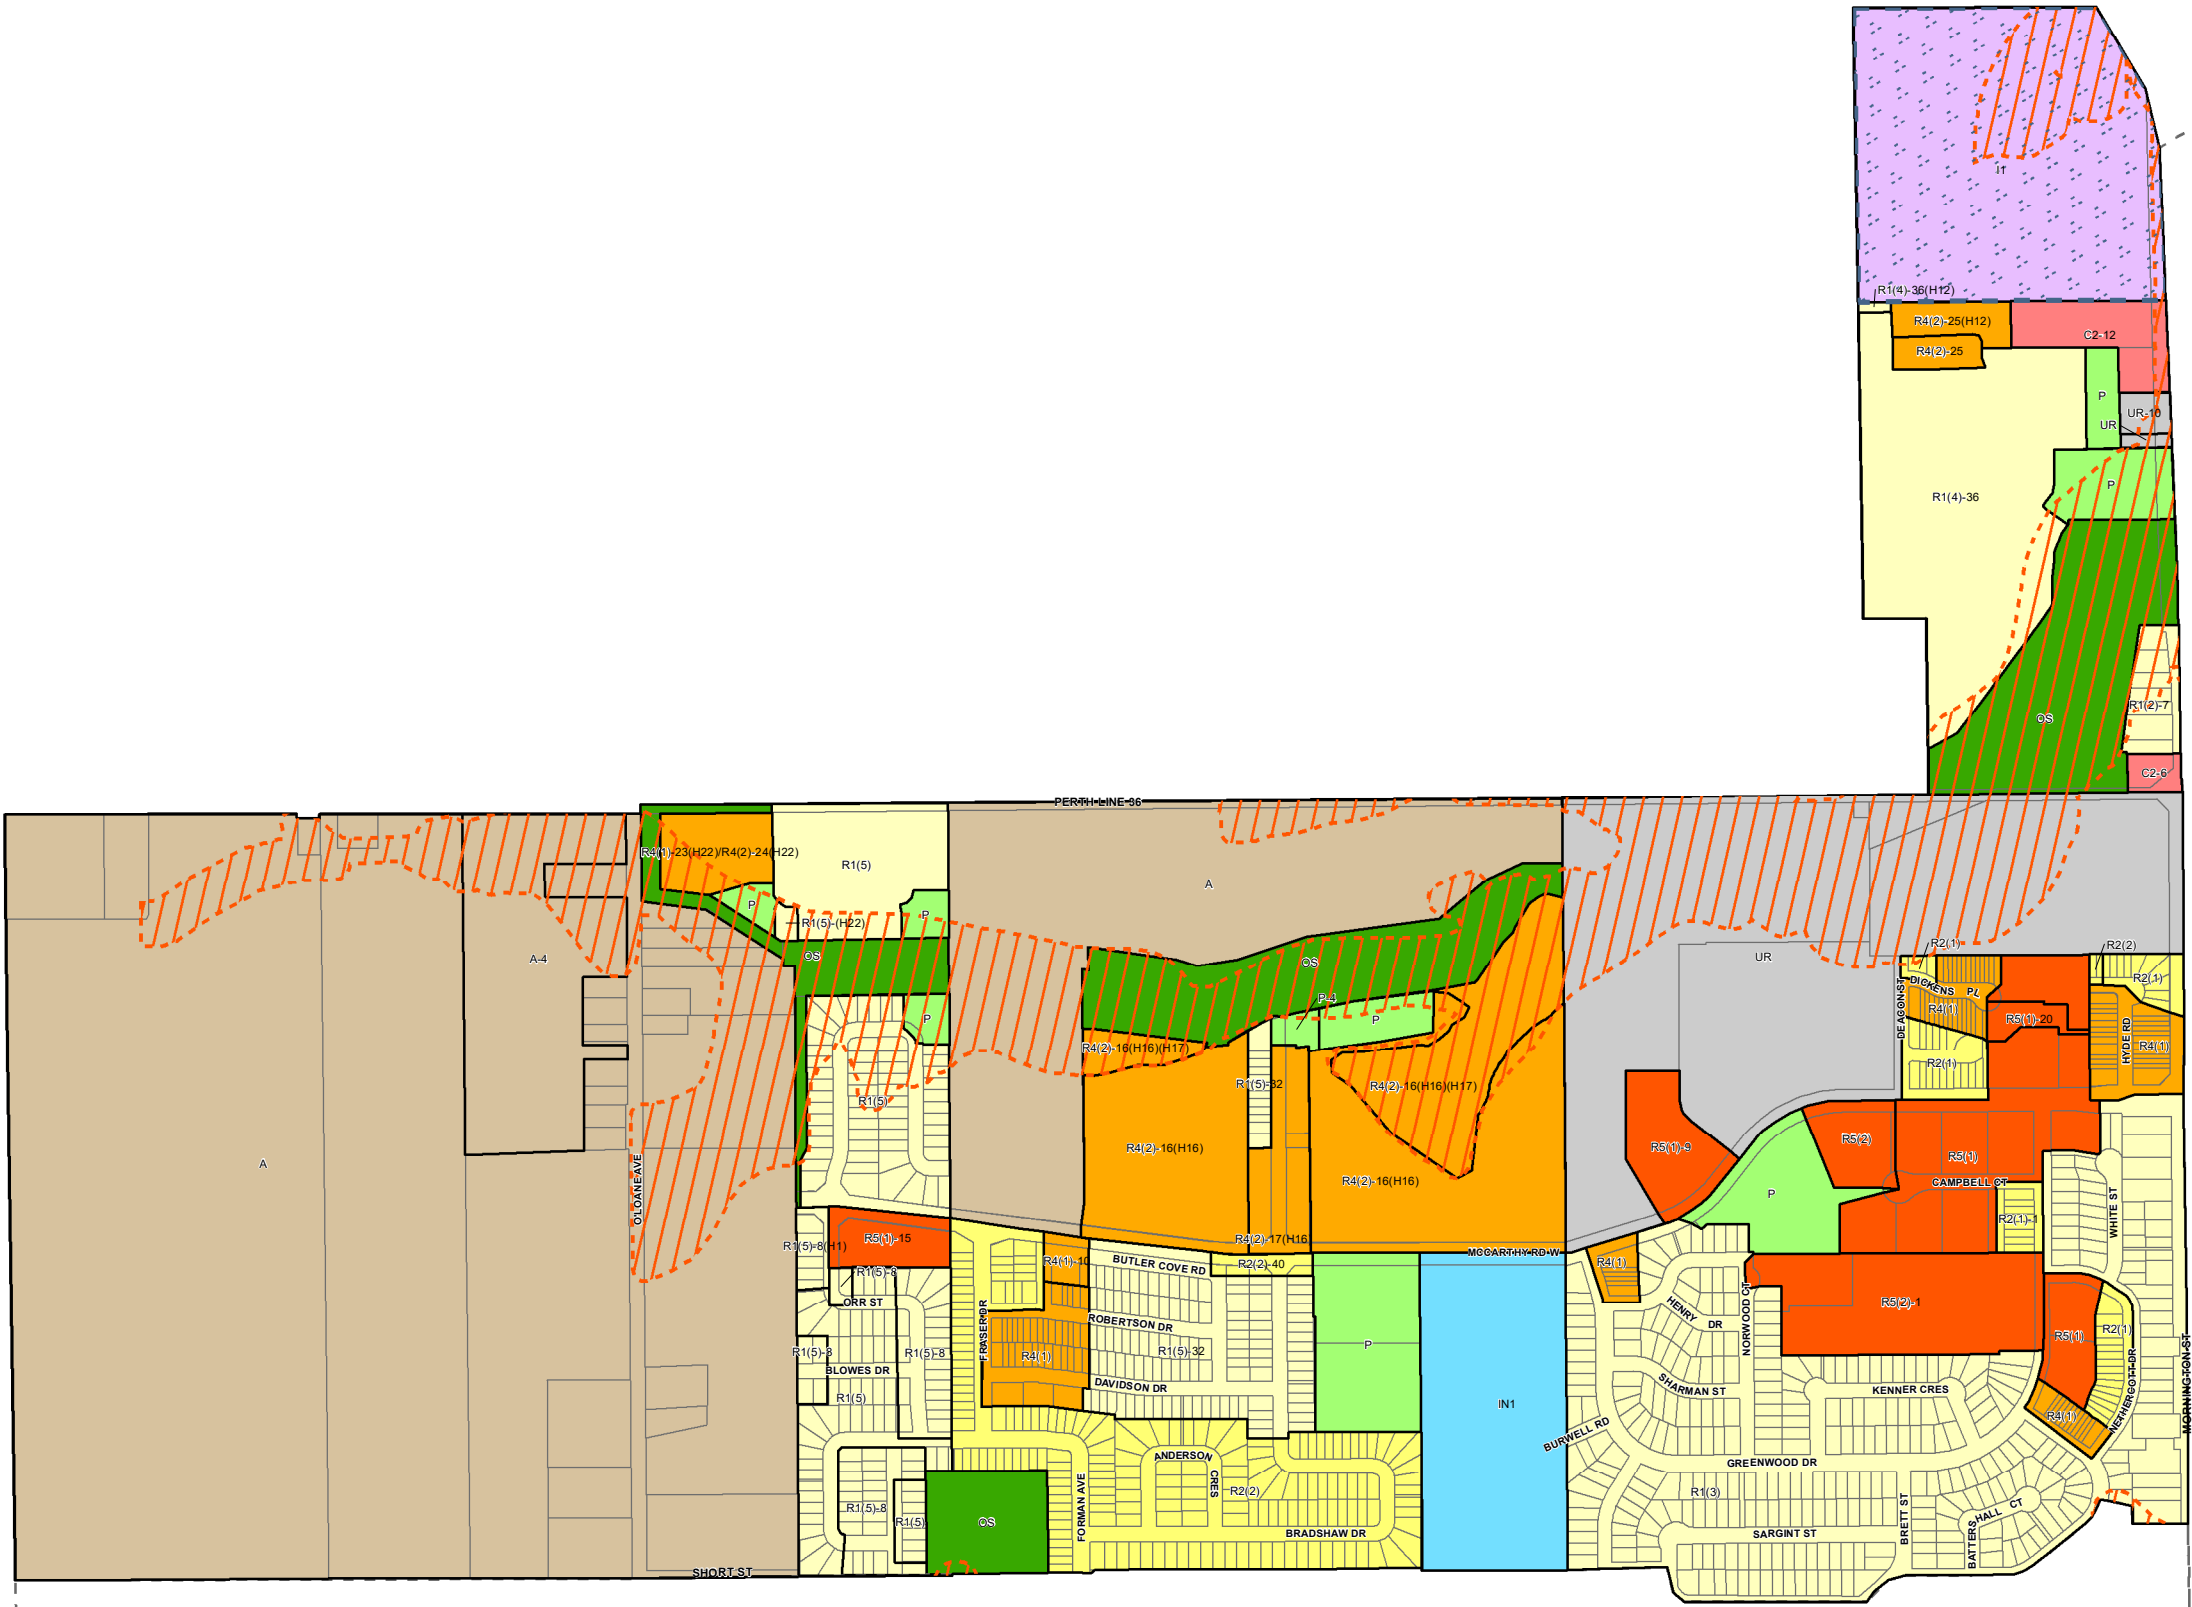 I1
R1(4)-36(H12)
R4(2)-25(H12)
C2-12
R4(2)-25
P
UR-10
UR
P
R1(4)-36
R1(2)-7
OS
C2-6
PERTH LINE 36
R4(1)-23(H22)/R4(2)-24(H22)
R1(5)
A
P
P
R1(5)-(H22)
A-4
OS
OS
UR
R2(1)
R2(2)
R2(1)
DEACON ST
DICKENS PL
P-4
R4(1)
P
P
R5(1)-20
HYDE RD
R4(1)
R4(2)-16(H16)(H17)
R2(1)
R1(5)-32
R4(2)-16(H16)(H17)
R1(5)
R4(2)-16(H16)
R5(1)-9
R5(2)
R5(1)
A
R4(2)-16(H16)
CAMPBELL CT
O'LOANE AVE
P
WHITE ST
R2(1)-1
R5(1)-15
R4(2)-17(H16)
R1(5)-8(H1)
MCCARTHY RD W
R4(1)-10
BUTLER COVE RD
R2(2)-40
R4(1)
R1(5)-8
ORR ST
R5(2)-1
HENRY DR
NORWOOD CT
FRASER DR
ROBERTSON DR
R5(1)
R2(1)
P
R1(5)-8
R1(5)-8
R4(1)
R1(5)-32
BLOWES DR
DAVIDSON DR
SHARMAN ST
KENNER CRES
NETHERCOTT DR
MORNINGTON ST
R1(5)
IN1
R4(1)
BURWELL RD
ANDERSON CRES
GREENWOOD DR
R2(2)
R1(3)
R1(5)-8
R1(5)
OS
FORMAN AVE
BRADSHAW DR
SARGINT ST
BRETT ST
BATTERSHALL CT
SHORT ST